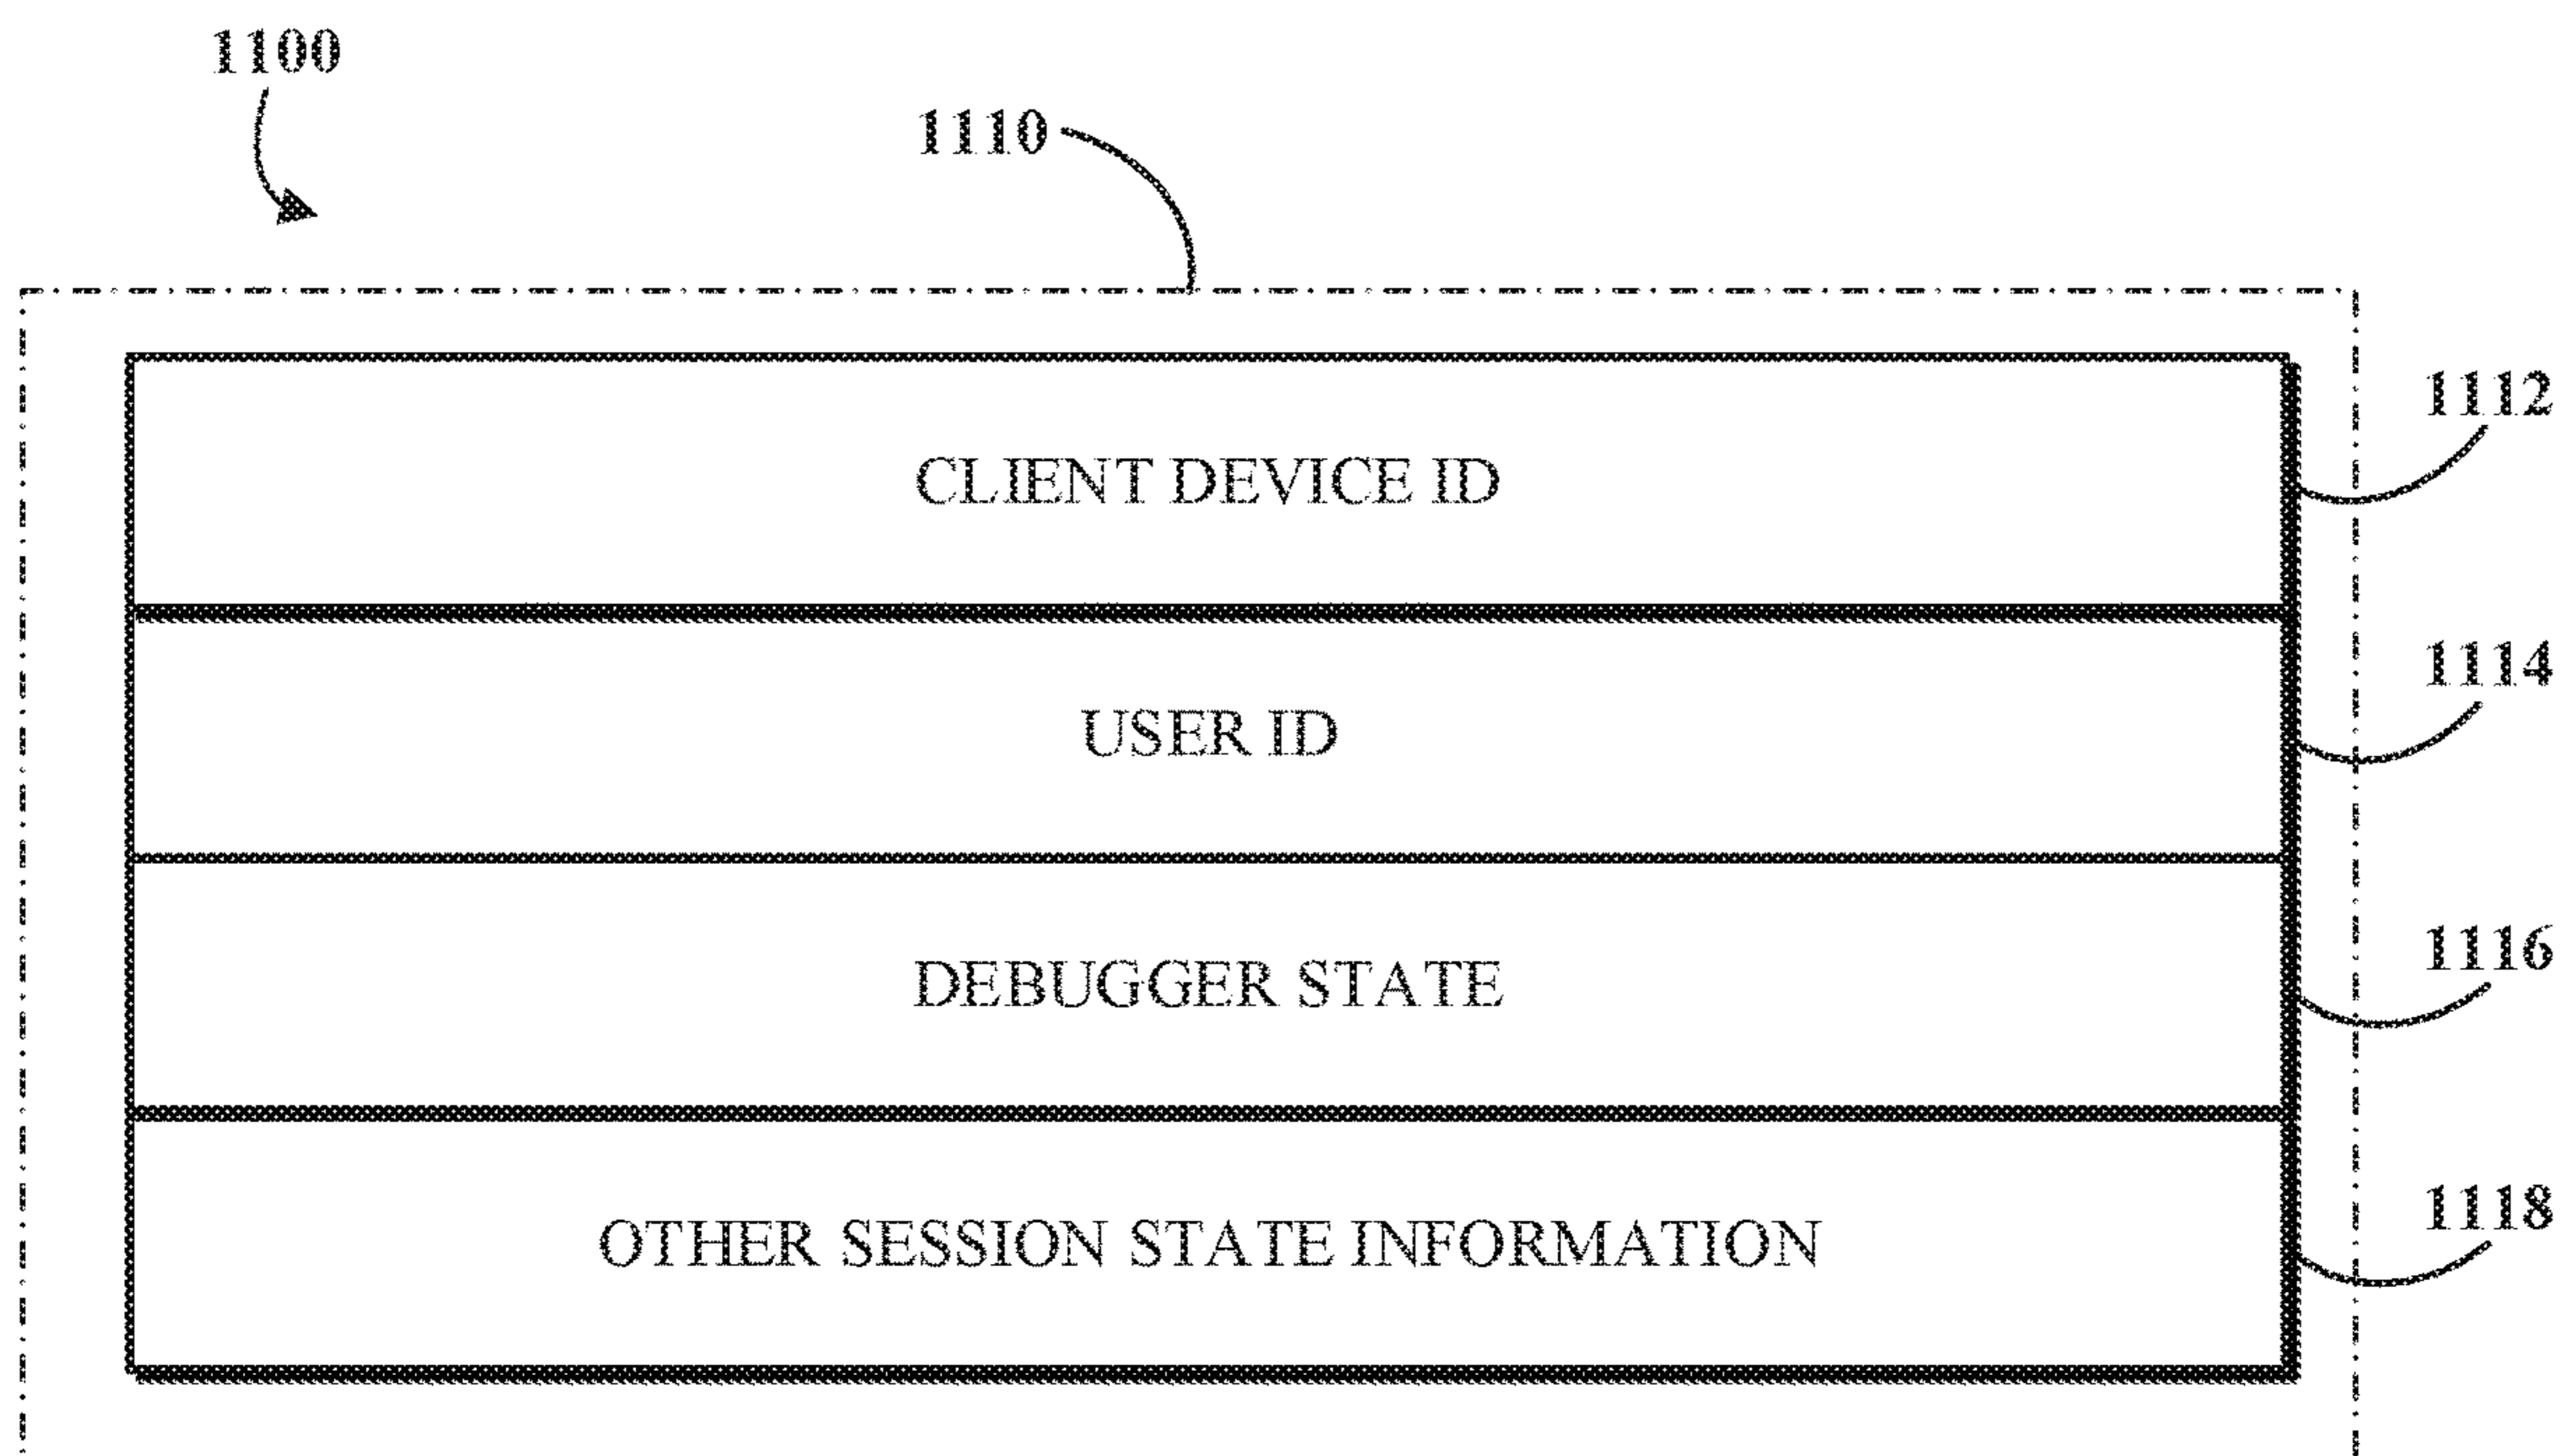 1100
1110
1112
CLIENT DEVICE ID
1114
USER ID
1116
DEBUGGER STATE
1118
OTHER SESSION STATE INFORMATION